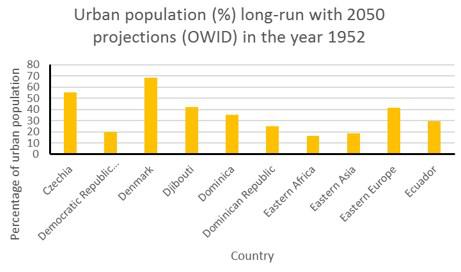 Urban population (%) long-run with 2050
projections (OWID) in the year 1952
Percentage of urban population
80
70
60
50
40
30
20
10
0
Czechia
Democratic Republic...
Denmark
Djibouti
Dominica
Dominican Republic
Eastern Africa
Eastern Asia
Eastern Europe
Ecuador
Country